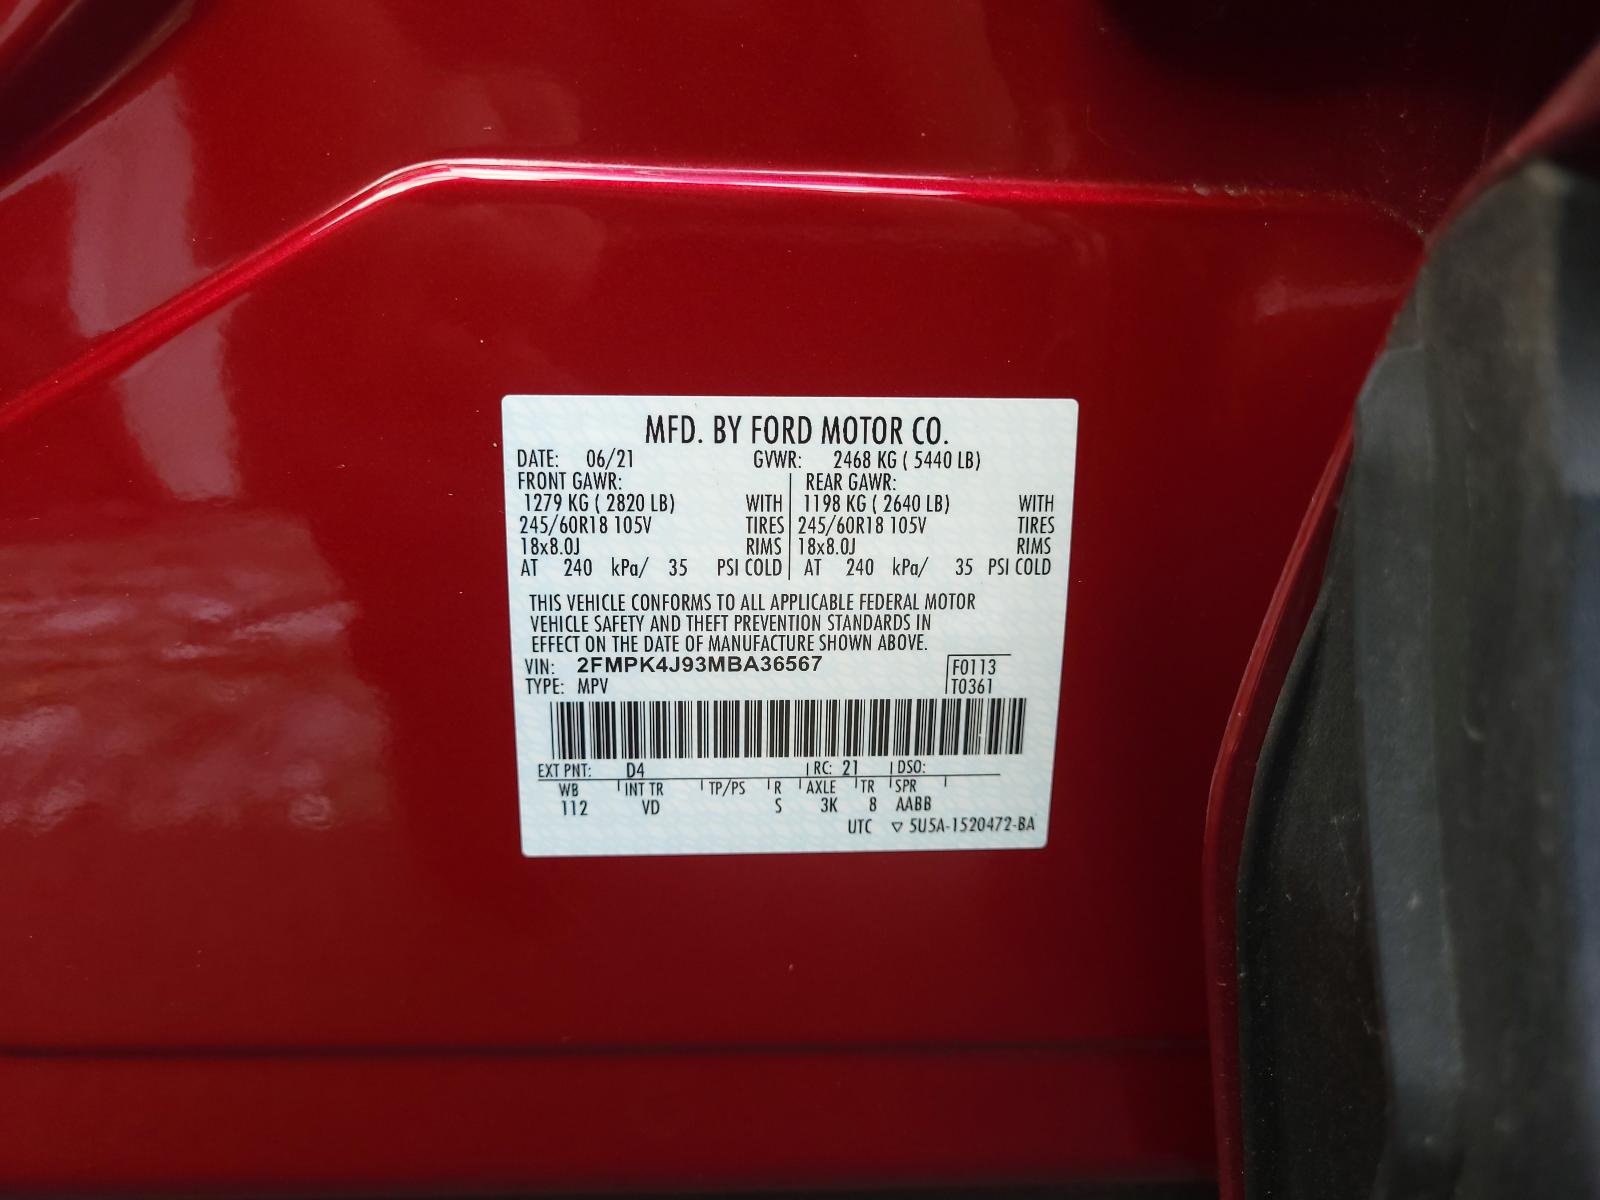 MFD. BY FORD MOTOR CO.
DATE: 06/21 GVWR: 2468 KG ( 5440 LB)
FRONT GAWR: REAR GAWR:
1279 KG ( 2820 LB) WITH 1198 KG ( 2640 LB) WITH
245/60R18 105V TIRES 245/60R18 105V TIRES
18x8.0J RIMS 18x8.0J RIMS
AT 240 kPa/ 35 PSI COLD AT 240 kPa/ 35 PSI COLD
THIS VEHICLE CONFORMS TO ALL APPLICABLE FEDERAL MOTOR
VEHICLE SAFETY AND THEFT PREVENTION STANDARDS IN
EFFECT ON THE DATE OF MANUFACTURE SHOWN ABOVE.
VIN: 2FMPK4J93MBA36567 F0113
TYPE: MPV T0361
EXT PNT: D4 RC: 21 DSO:
WB INT TR TP/PS R AXLE TR SPR
112 VD S 3K 8 AABB
UTC ▽ 5U5A-1520472-BA